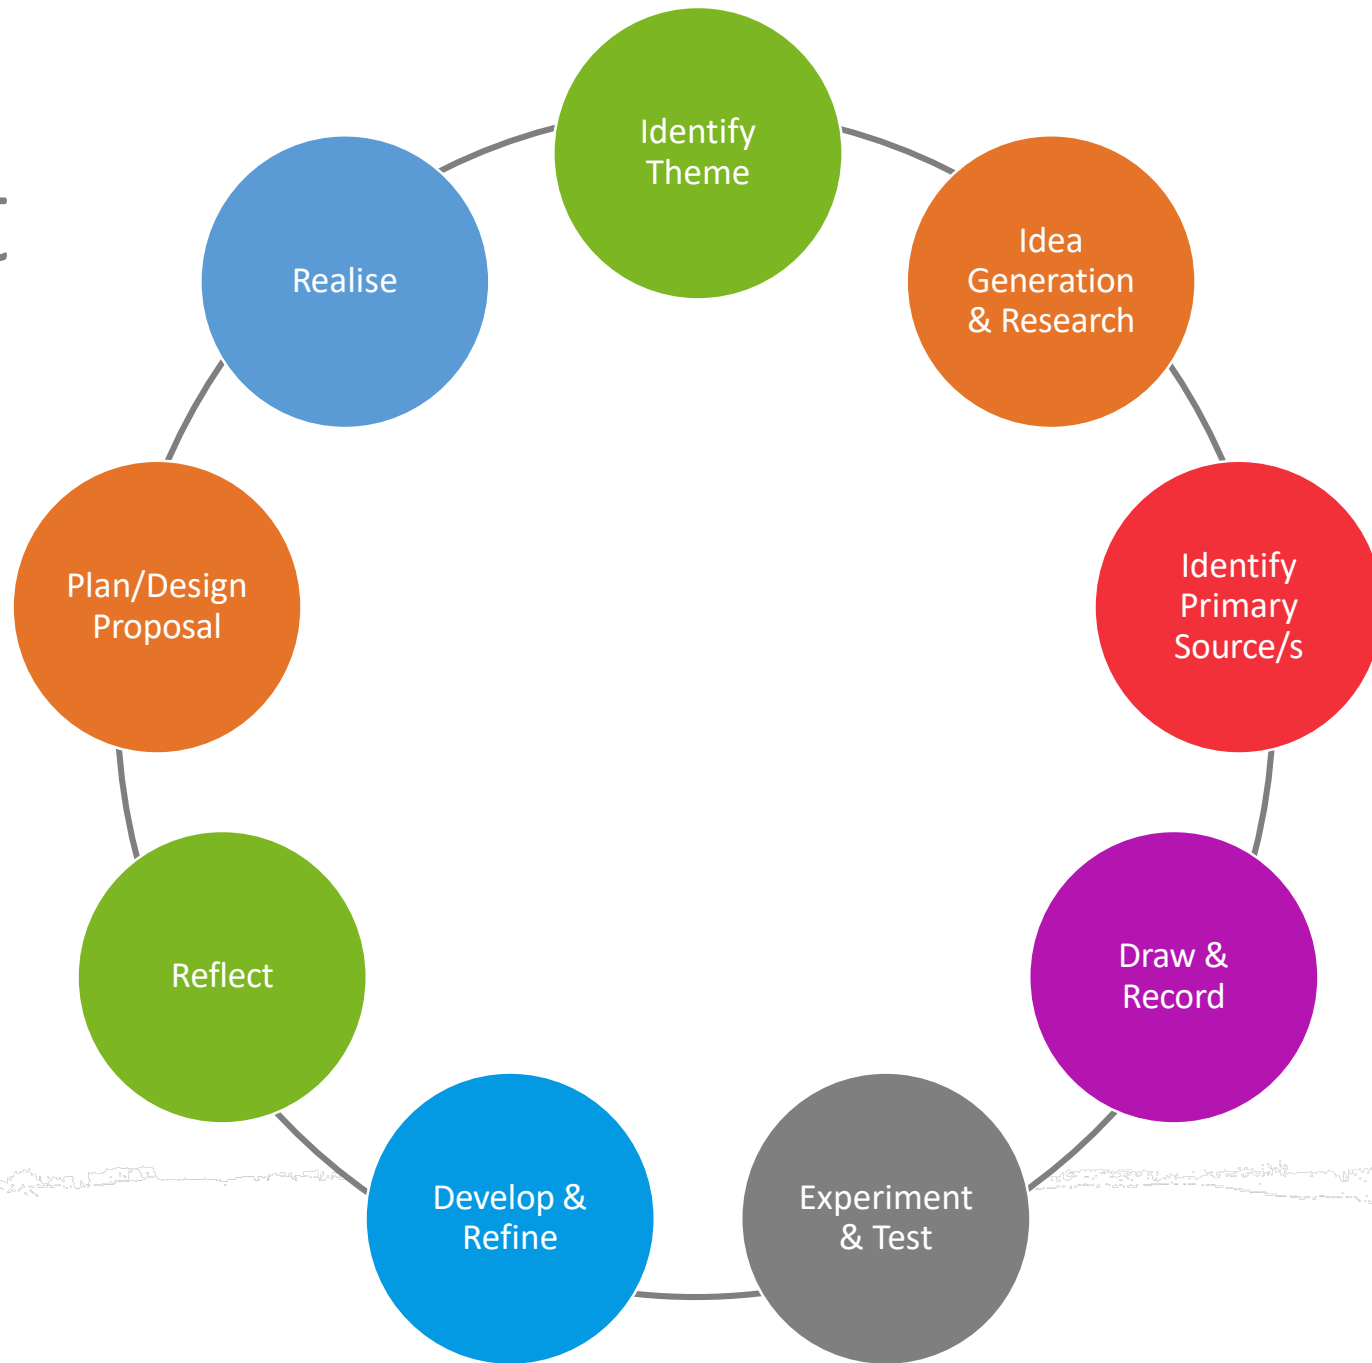 Identify
Theme
Idea
Generation
& Research
Identify
Primary
Source/s
Draw &
Record
Experiment
& Test
Develop &
Refine
Reflect
Plan/Design
Proposal
Realise